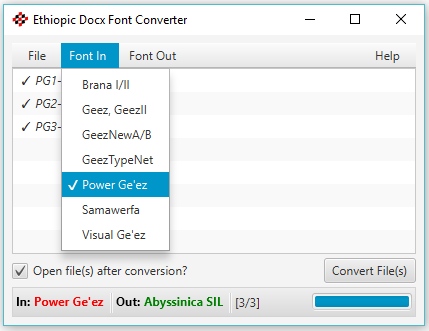 Ethiopic Docx Font Converter
File Font In Font Out Help
✓ PG1-
✓ PG2-
✓ PG3-
Brana I/II
Geez, GeezII
GeezNewA/B
GeezTypeNet
✓ Power Ge'ez
Samawerfa
Visual Ge'ez
Open file(s) after conversion? Convert File(s)
In: Power Ge'ez Out: Abyssinica SIL [3/3]